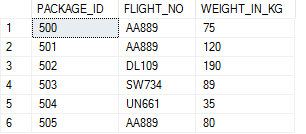 PACKAGE_ID FLIGHT_NO WEIGHT_IN_KG
1 500 AA889 75
2 501 AA889 120
3 502 DL109 190
4 503 SW734 89
5 504 UN661 35
6 505 AA889 80